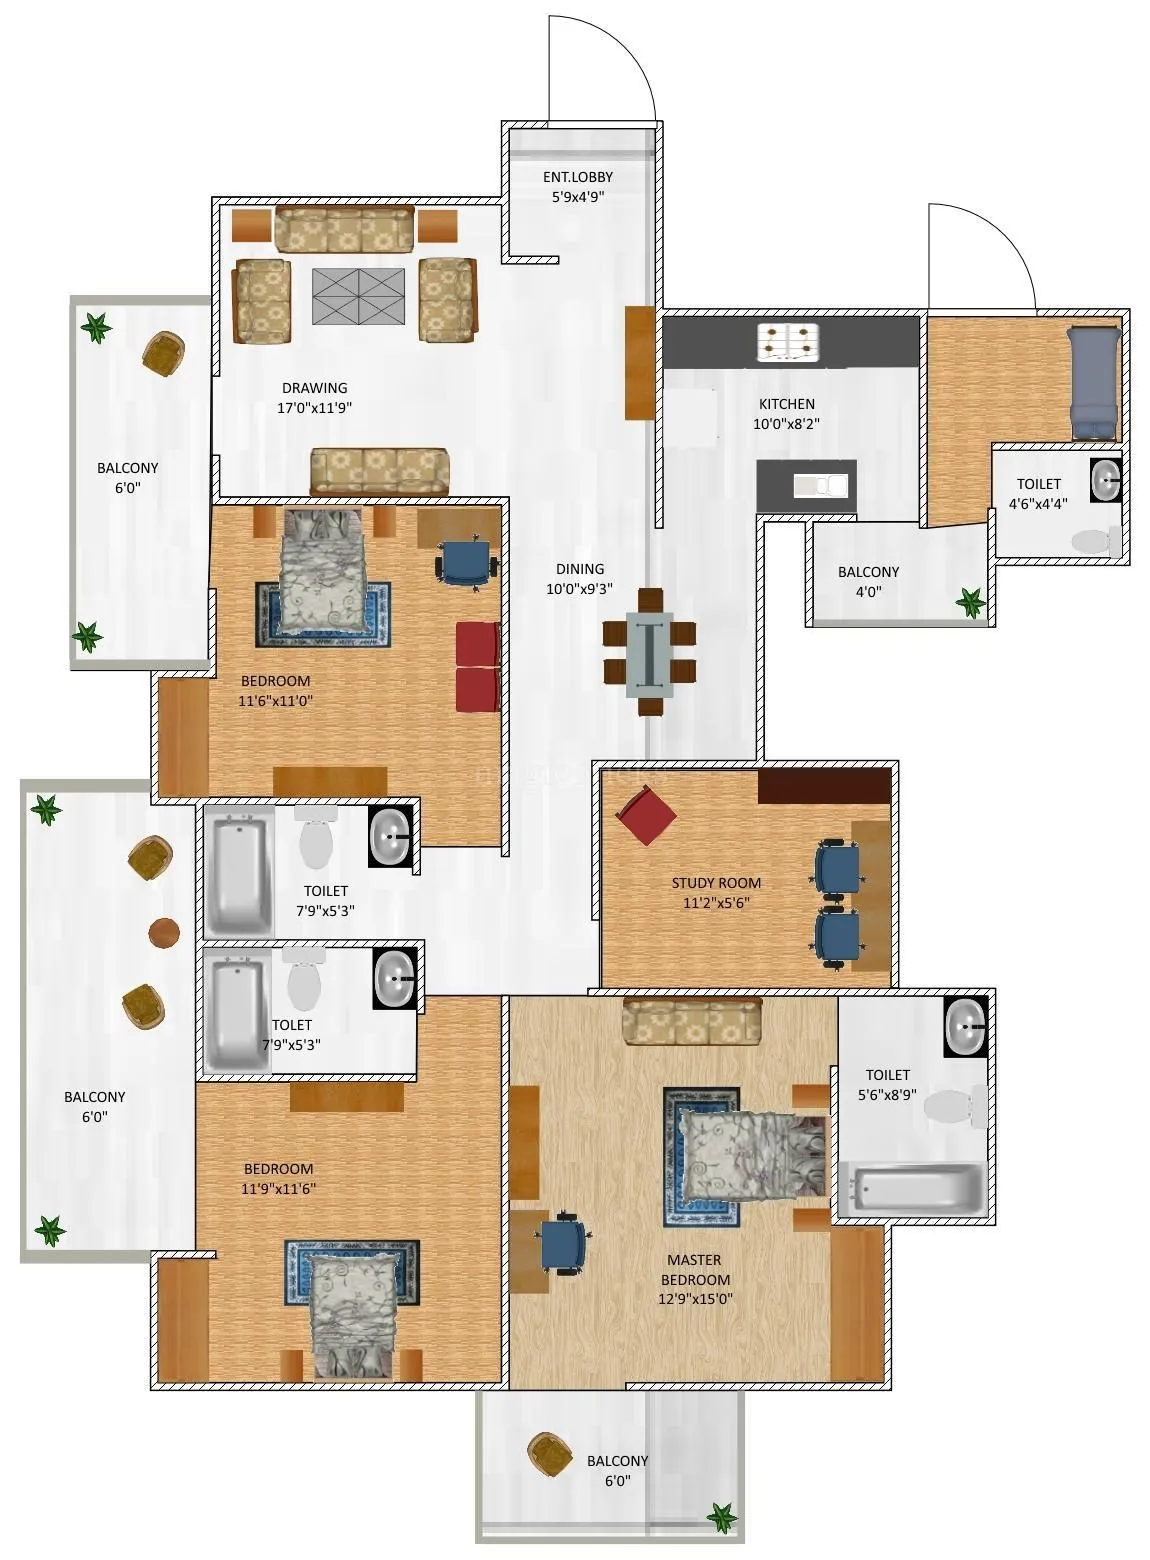 ENT.LOBBY
5'9x4'9"
DRAWING
17'0"x11'9"
KITCHEN
10'0"x8'2"
BALCONY
6'0"
TOILET
4'6"x4'4"
DINING
10'0"x9'3"
BALCONY
4'0"
BEDROOM
11'6"x11'0"
STUDY ROOM
11'2"x5'6"
TOILET
7'9"x5'3"
TOLET
7'9"x5'3"
BALCONY
6'0"
TOILET
5'6"x8'9"
BEDROOM
11'9"x11'6"
MASTER
BEDROOM
12'9"x15'0"
BALCONY
6'0"